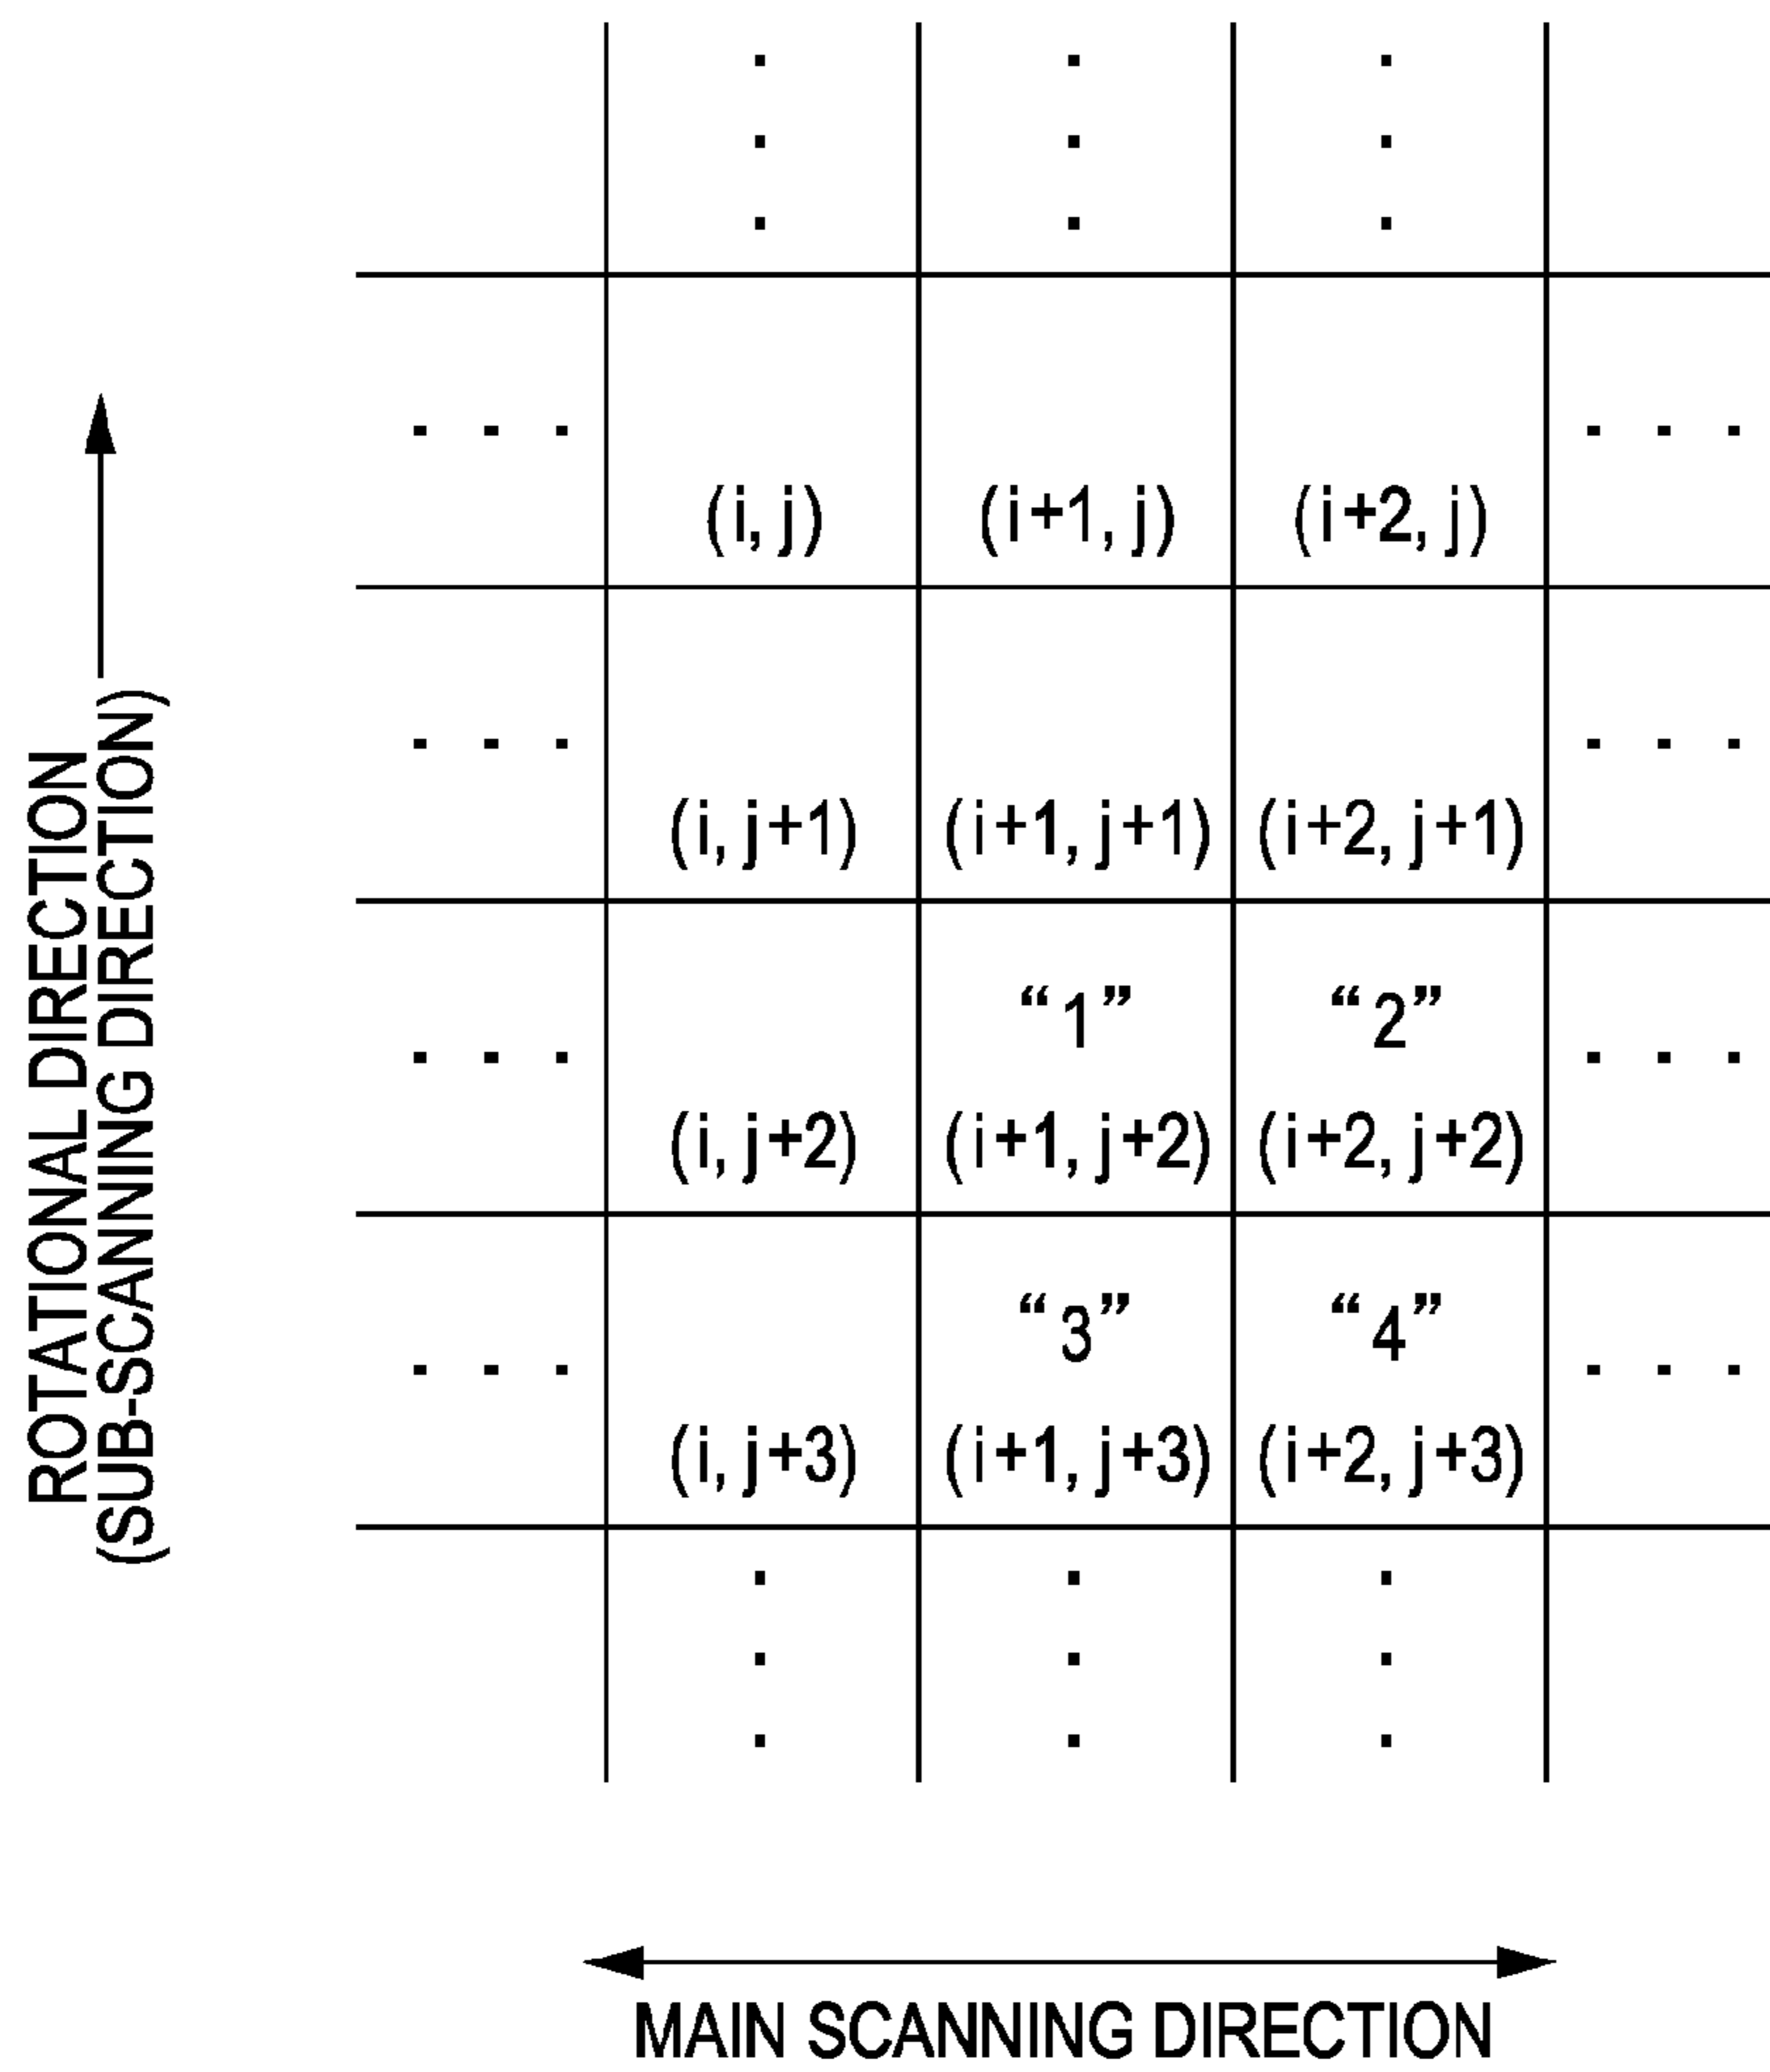 ROTATIONAL DIRECTION
(SUB-SCANNING DIRECTION)
. . . (i, j) (i+1, j) (i+2, j) . . .
. . . (i, j+1) (i+1, j+1) (i+2, j+1) . . .
“1” “2”
. . . (i, j+2) (i+1, j+2) (i+2, j+2) . . .
“3” “4”
. . . (i, j+3) (i+1, j+3) (i+2, j+3) . . .
MAIN SCANNING DIRECTION